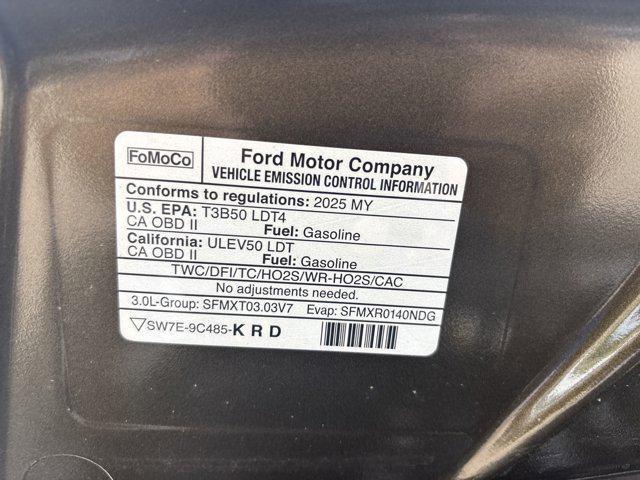 FoMoCo
Ford Motor Company
VEHICLE EMISSION CONTROL INFORMATION
Conforms to regulations: 2025 MY
U.S. EPA: T3B50 LDT4
CA OBD II Fuel: Gasoline
California: ULEV50 LDT
CA OBD II Fuel: Gasoline
TWC/DFI/TC/HO2S/WR-HO2S/CAC
No adjustments needed.
3.0L-Group: SFMXT03.03V7 Evap: SFMXR0140NDG
SW7E-9C485-K R D